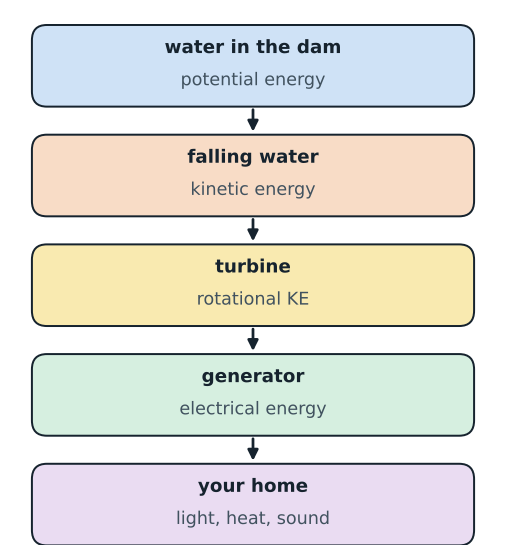 water in the dam
potential energy
falling water
kinetic energy
turbine
rotational KE
generator
electrical energy
your home
light, heat, sound